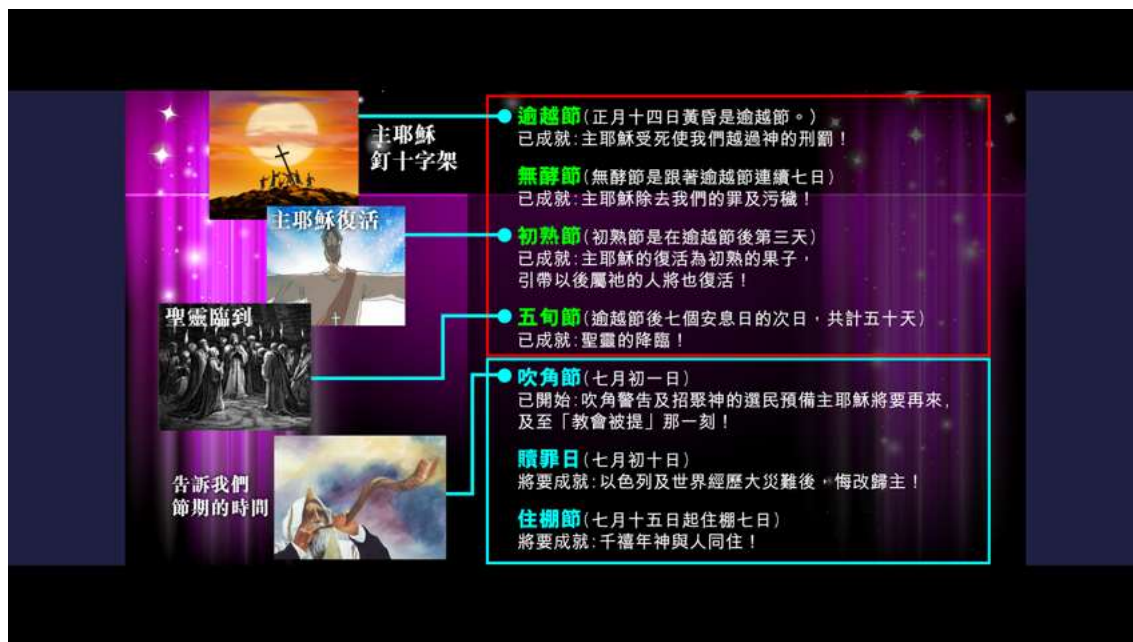 主耶穌
釘十字架
主耶穌復活
聖靈臨到
告訴我們
節期的時間
逾越節(正月十四日黃昏是逾越節。)
已成就:主耶穌受死使我們越過神的刑罰!
無酵節(無酵節是跟著逾越節連續七日)
已成就:主耶穌除去我們的罪及污穢!
初熟節(初熟節是在逾越節後第三天)
已成就:主耶穌的復活為初熟的果子,
引帶以後屬祂的人將也復活!
五旬節(逾越節後七個安息日的次日,共計五十天)
已成就:聖靈的降臨!
吹角節(七月初一日)
已開始:吹角警告及招聚神的選民預備主耶穌將要再來,
及至「教會被提」那一刻!
贖罪日(七月初十日)
將要成就:以色列及世界經歷大災難後,悔改歸主!
住棚節(七月十五日起住棚七日)
將要成就:千禧年神與人同住!